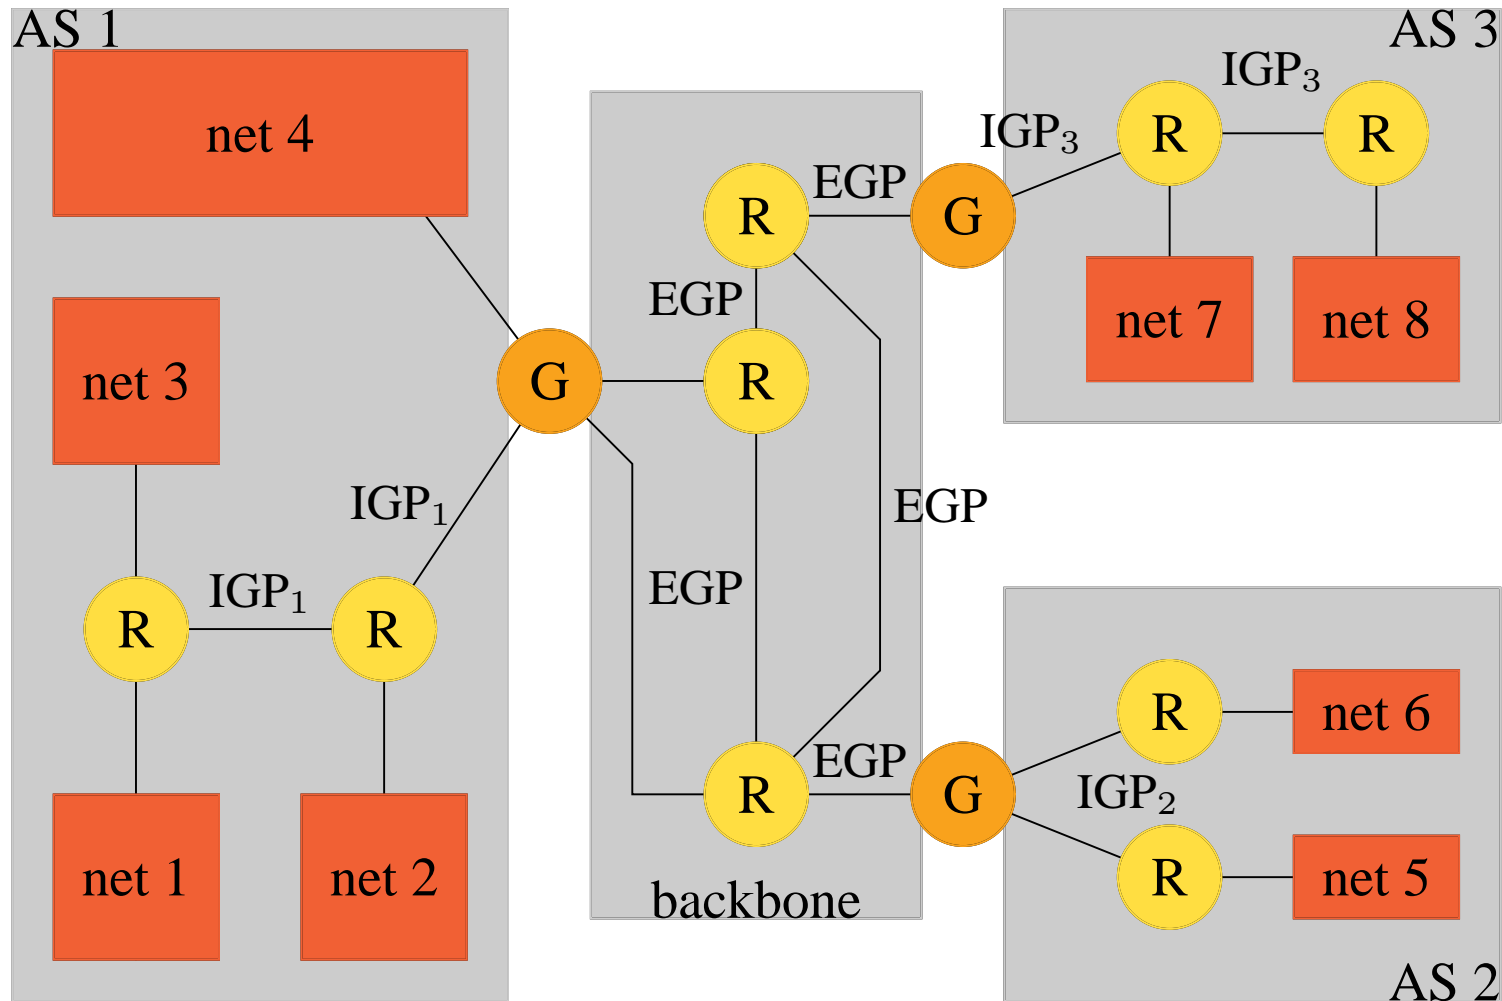 AS 1
AS 3
IGP₃
R
R
net 4
IGP₃
EGP
R
G
EGP
net 7
net 8
net 3
G
R
IGP₁
EGP
EGP
IGP₁
R
R
R
net 6
EGP
R
G
IGP₂
net 1
net 2
R
net 5
backbone
AS 2